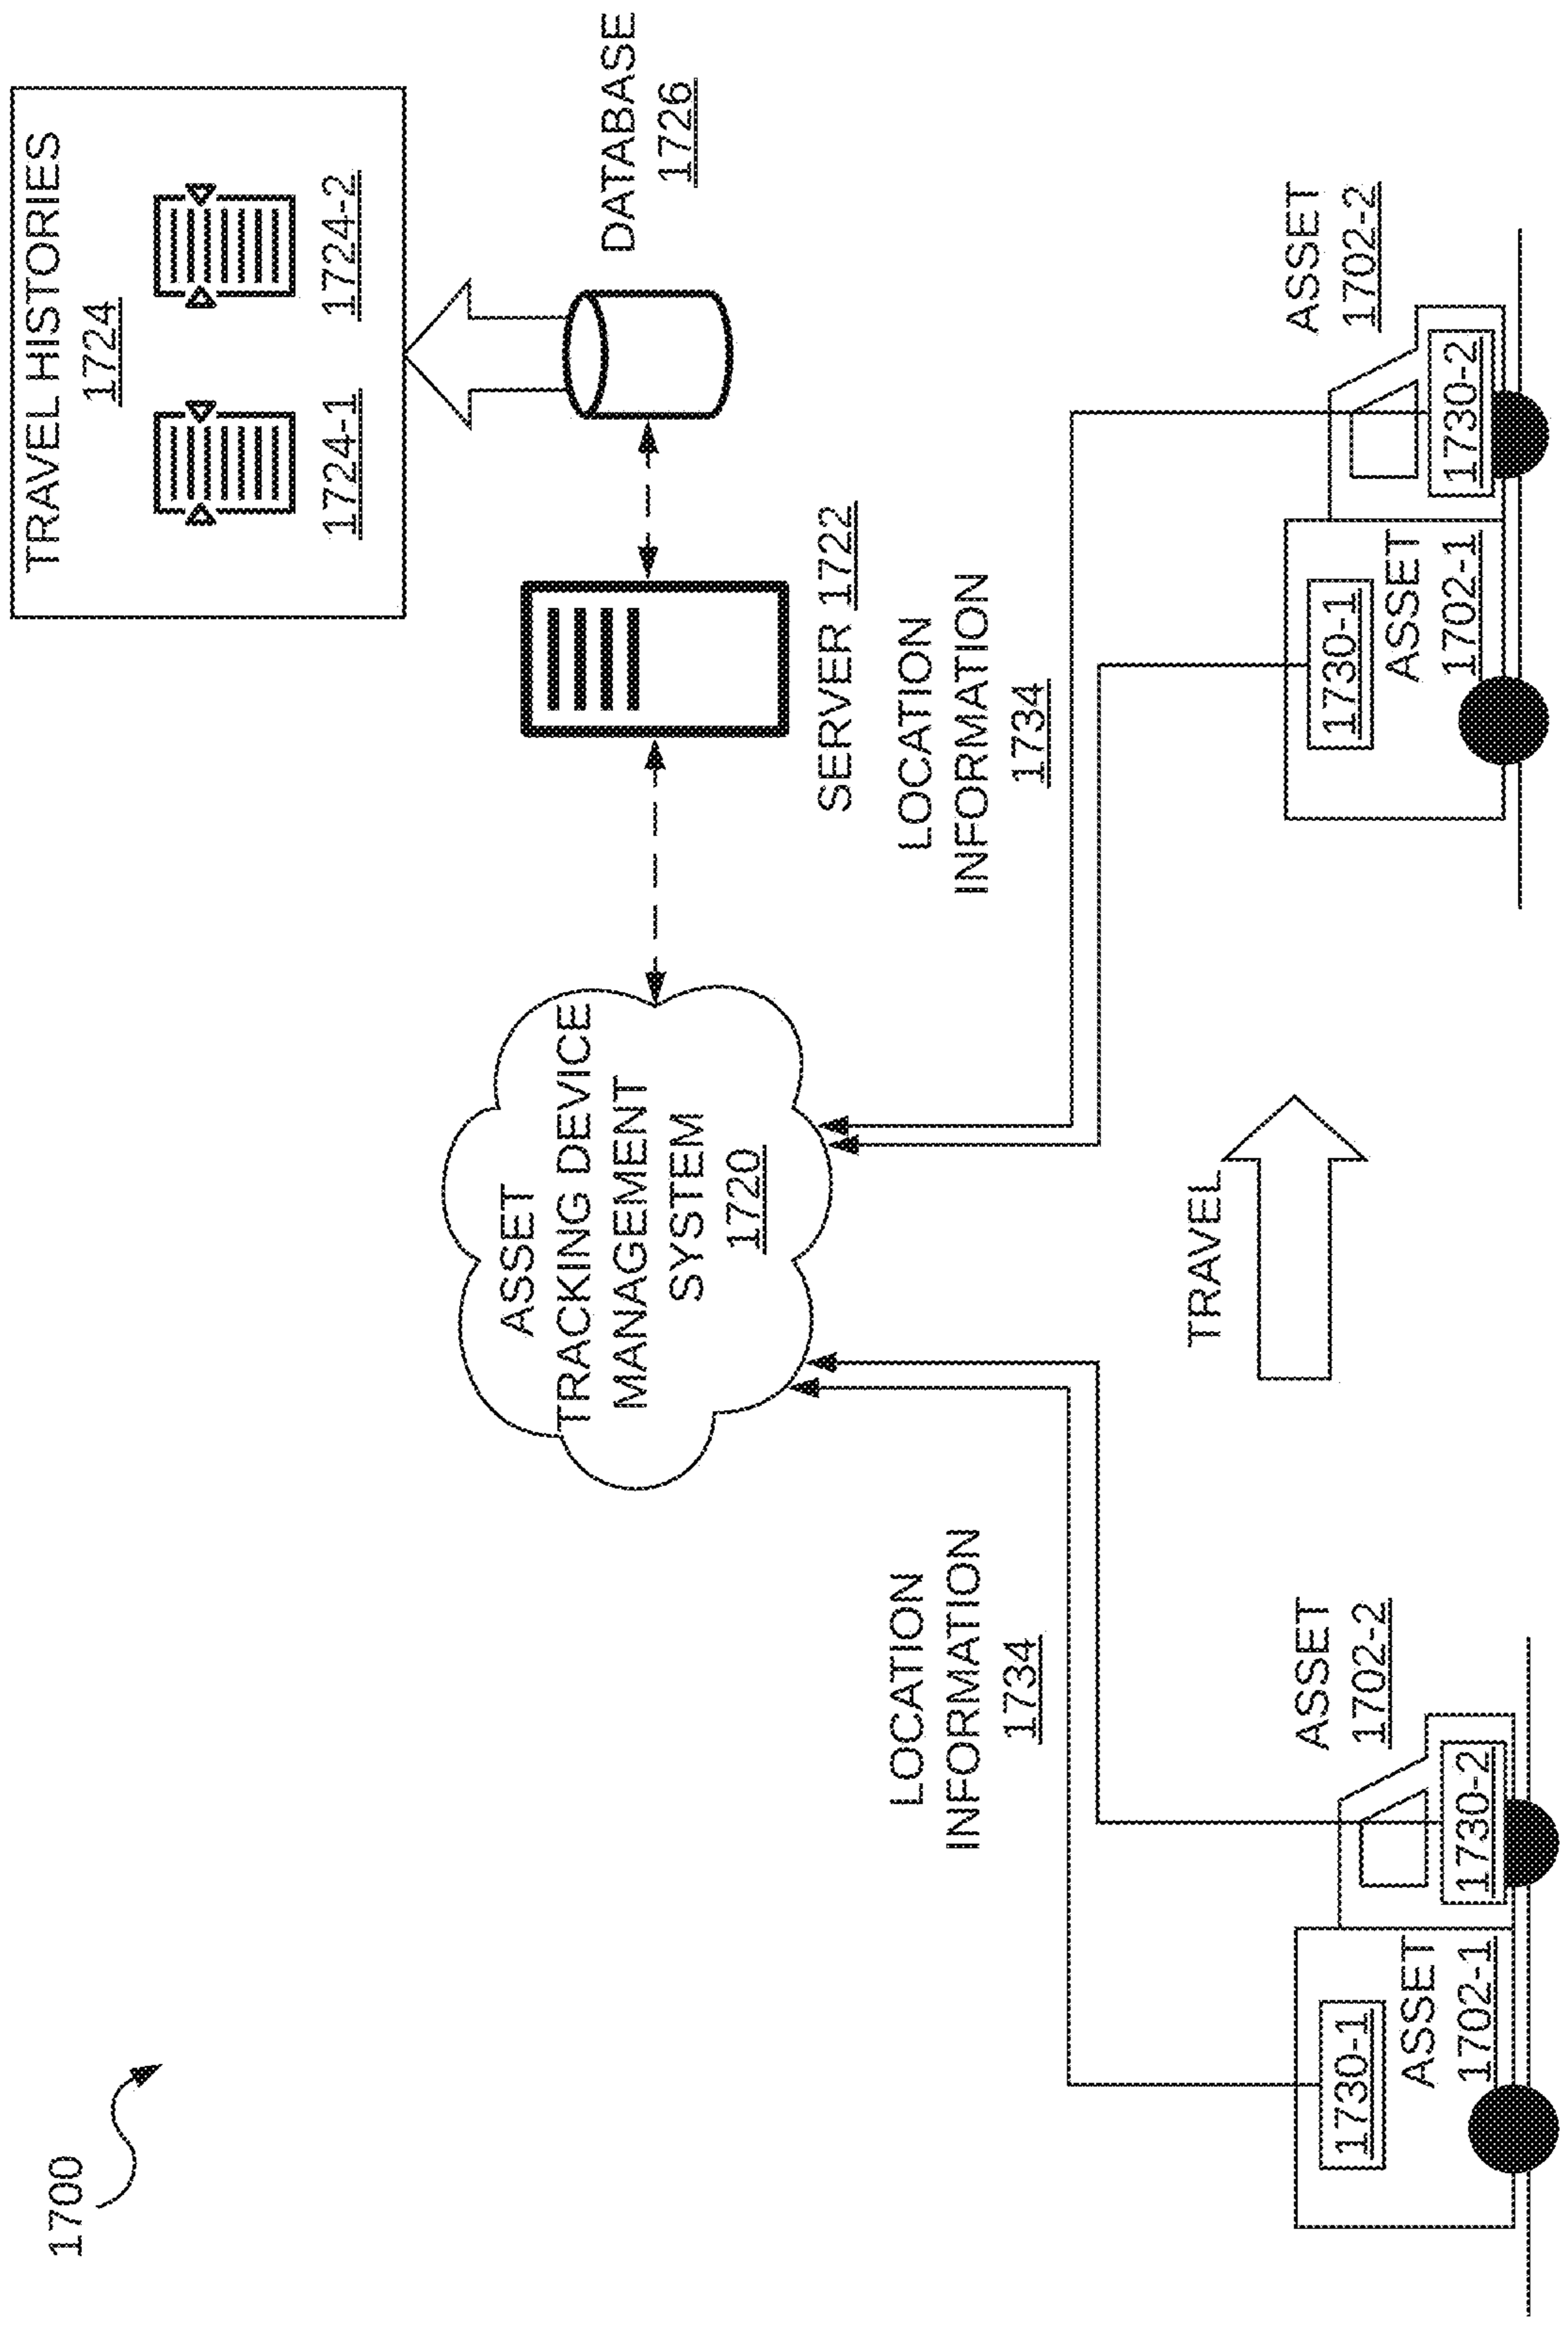 1700
TRAVEL HISTORIES
1724
1724-1
1724-2
DATABASE
1726
SERVER 1722
ASSET
TRACKING DEVICE
MANAGEMENT
SYSTEM
1720
LOCATION
INFORMATION
1734
LOCATION
INFORMATION
1734
TRAVEL
1730-1
ASSET
1702-1
1730-2
ASSET
1702-2
1730-1
ASSET
1702-1
1730-2
ASSET
1702-2